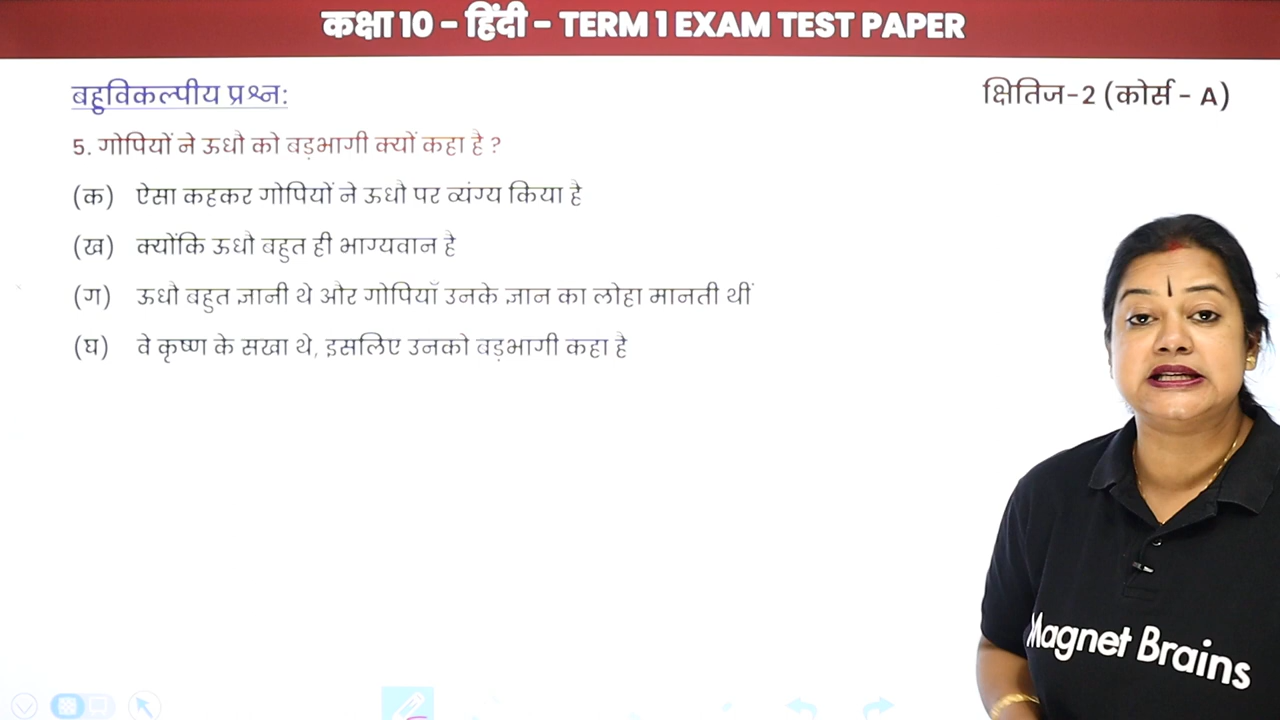 कक्षा 10 - हिंदी - TERM 1 EXAM TEST PAPER
बहुविकल्पीय प्रश्न:
क्षितिज-2 (कोर्स - A)
5. गोपियों ने ऊधौ को बड़भागी क्यों कहा है ?
(क) ऐसा कहकर गोपियों ने ऊधौ पर व्यंग्य किया है
(ख) क्योंकि ऊधौ बहुत ही भाग्यवान है
(ग) ऊधौ बहुत ज्ञानी थे और गोपियाँ उनके ज्ञान का लोहा मानती थीं
(घ) वे कृष्ण के सखा थे, इसलिए उनको बड़भागी कहा है
Magnet Brains